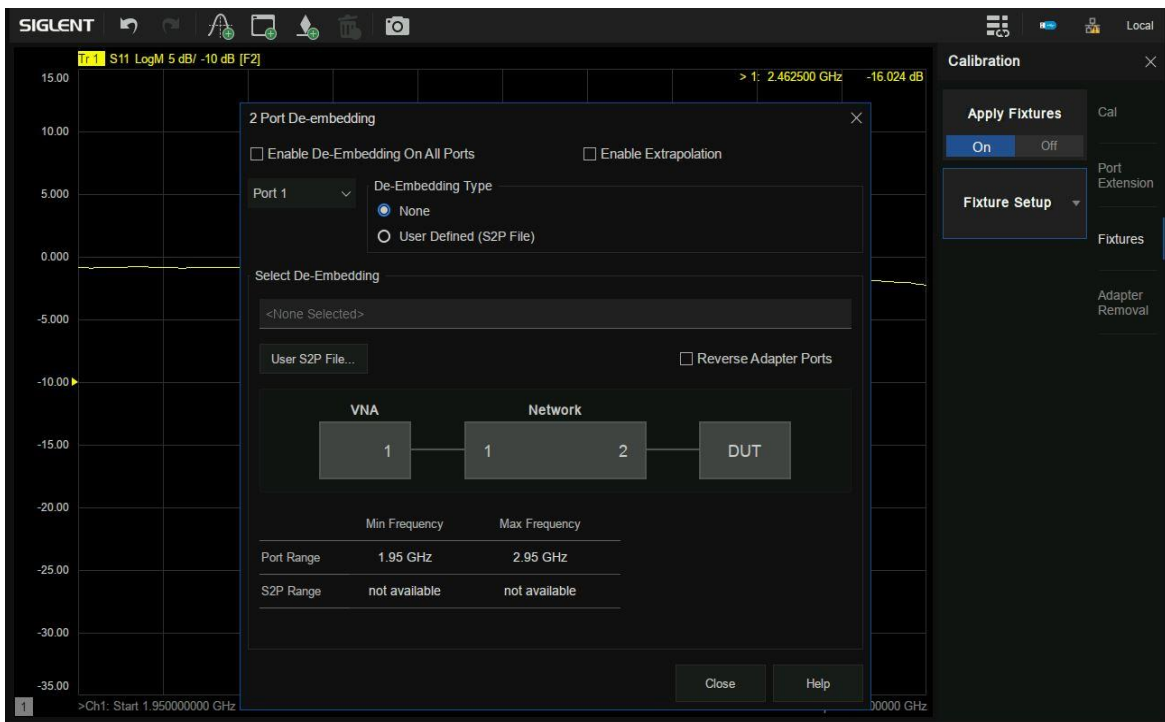 SIGLENT
Local
Tr 1 S11 LogM 5 dB/ -10 dB [F2]
> 1: 2.462500 GHz -16.024 dB
15.00
10.00
5.000
0.000
-5.000
-10.00
-15.00
-20.00
-25.00
-30.00
-35.00
2 Port De-embedding
Enable De-Embedding On All Ports
Enable Extrapolation
Port 1
De-Embedding Type
None
User Defined (S2P File)
Select De-Embedding
<None Selected>
User S2P File...
Reverse Adapter Ports
VNA Network
1 1 2 DUT
Min Frequency Max Frequency
Port Range 1.95 GHz 2.95 GHz
S2P Range not available not available
Close Help
1
>Ch1: Start 1.950000000 GHz
00000 GHz
Calibration
Apply Fixtures
On Off
Fixture Setup
Cal
Port
Extension
Fixtures
Adapter
Removal